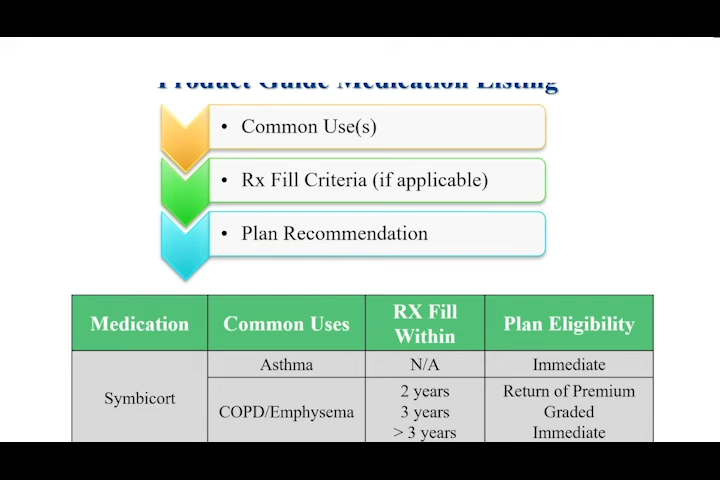 Product Guide Medication Listing
• Common Use(s)
• Rx Fill Criteria (if applicable)
• Plan Recommendation
Medication Common Uses RX Fill Within Plan Eligibility
Symbicort
Asthma N/A Immediate
COPD/Emphysema
2 years Return of Premium
3 years Graded
> 3 years Immediate